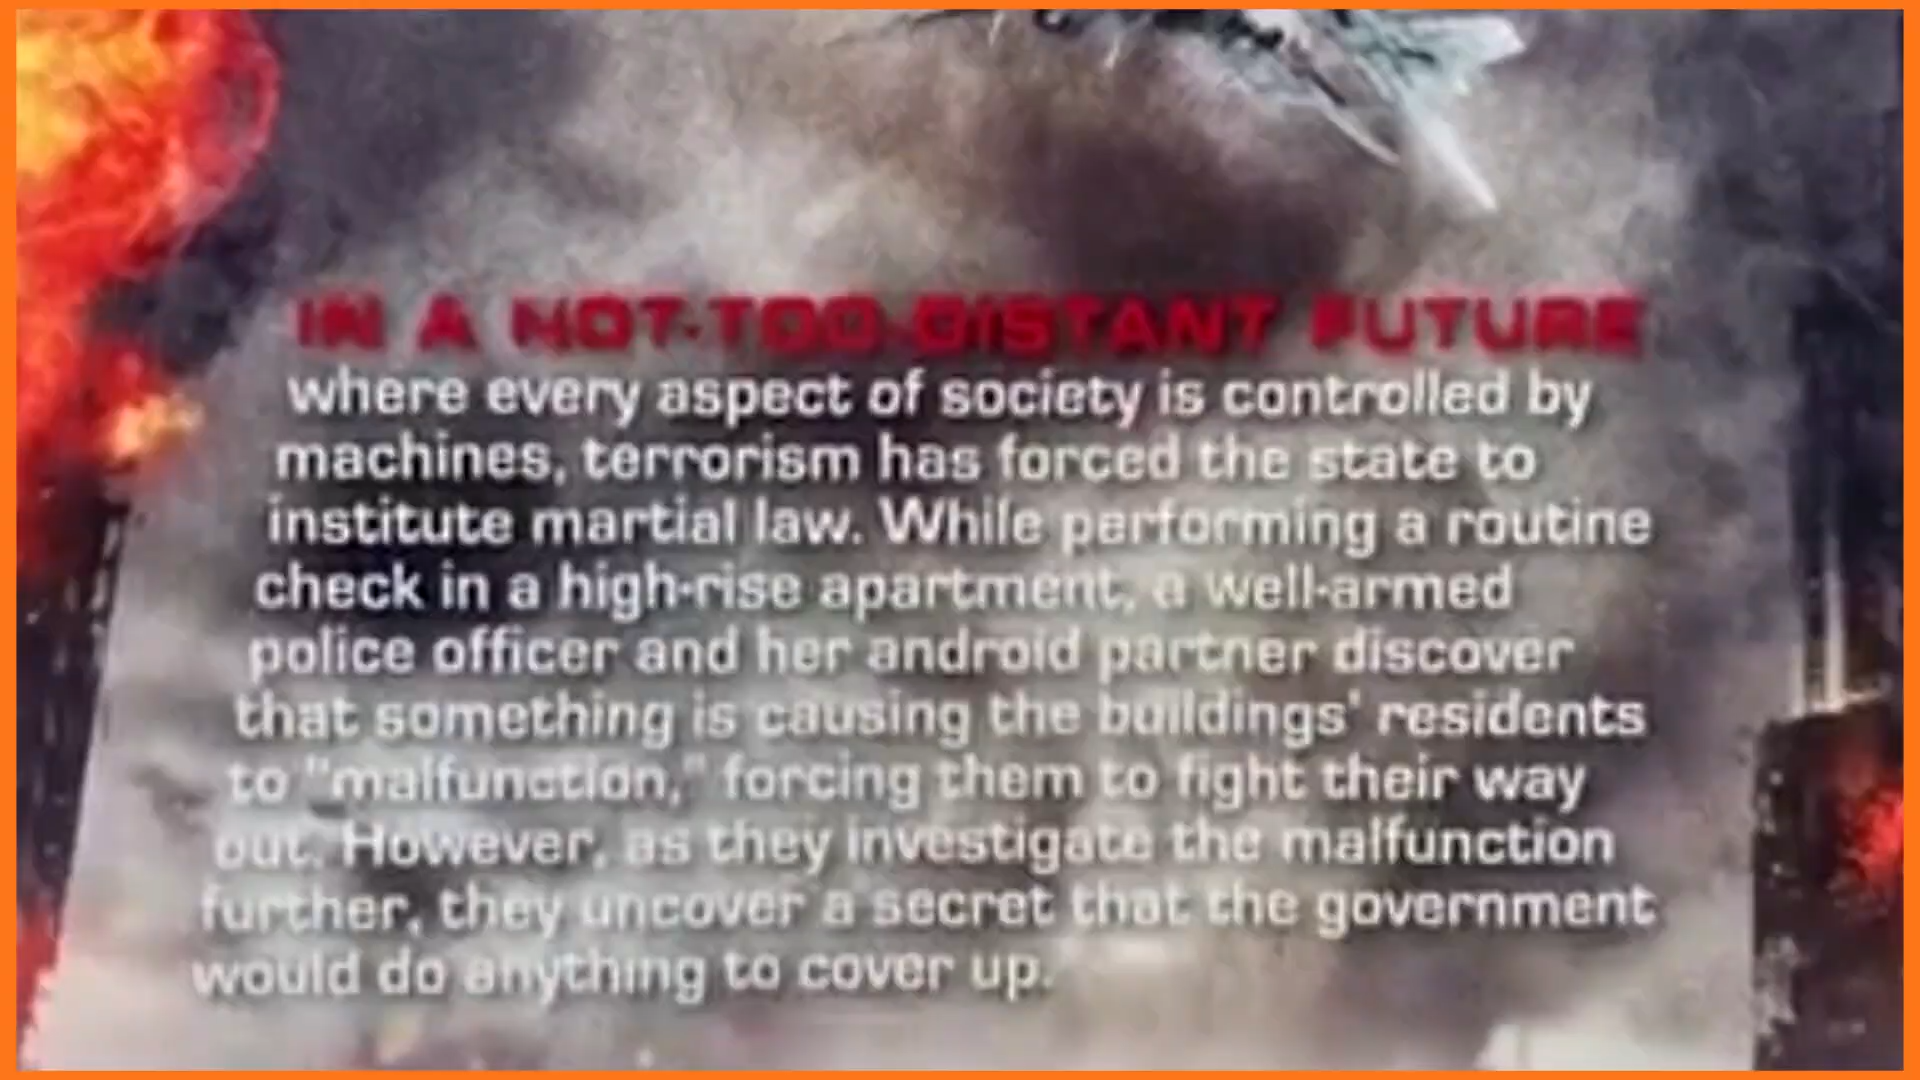 IN A NOT-TOO-DISTANT FUTURE
where every aspect of society is controlled by
machines, terrorism has forced the state to
institute martial law. While performing a routine
check in a high-rise apartment, a well-armed
police officer and her android partner discover
that something is causing the buildings' residents
to "malfunction," forcing them to fight their way
out. However, as they investigate the malfunction
further, they uncover a secret that the government
would do anything to cover up.